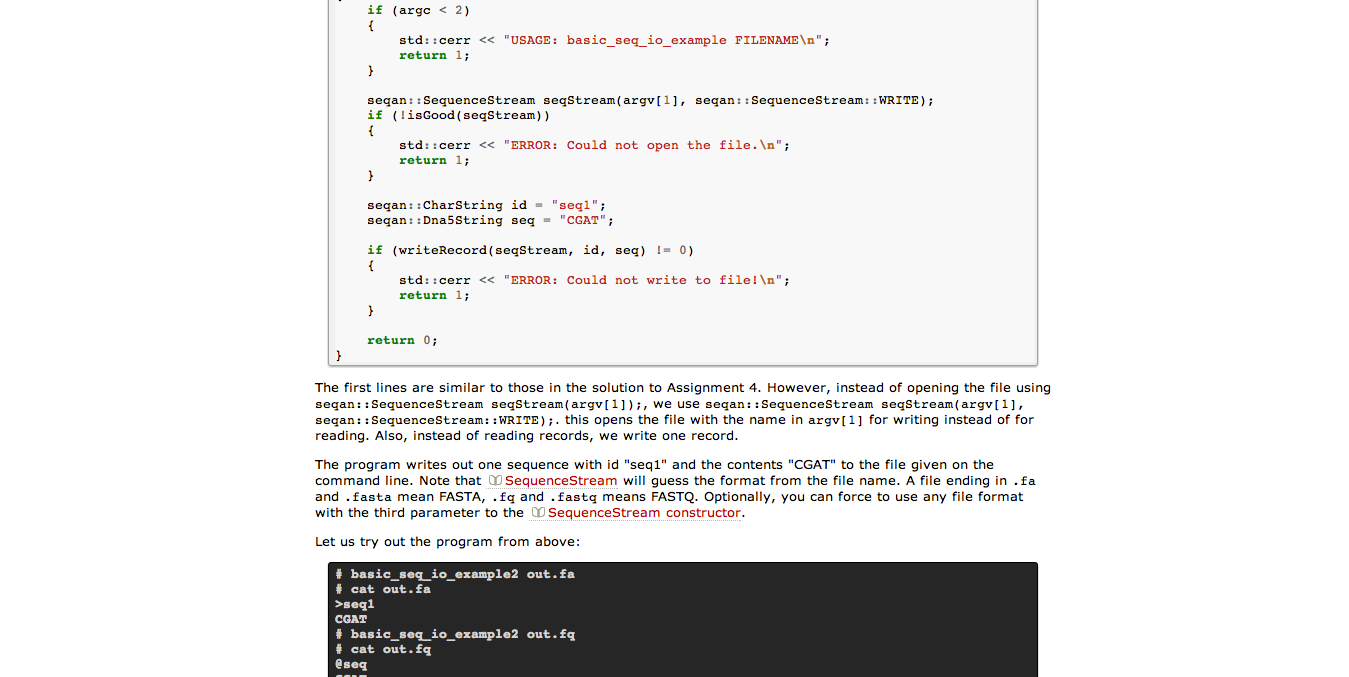 if (argc < 2)
{
std::cerr << "USAGE: basic_seq_io_example FILENAME\n";
return 1;
}
seqan::SequenceStream seqStream(argv[1], seqan::SequenceStream::WRITE);
if (!isGood(seqStream))
{
std::cerr << "ERROR: Could not open the file.\n";
return 1;
}
seqan::CharString id = "seq1";
seqan::Dna5String seq = "CGAT";
if (writeRecord(seqStream, id, seq) != 0)
{
std::cerr << "ERROR: Could not write to file!\n";
return 1;
}
return 0;
}
The first lines are similar to those in the solution to Assignment 4. However, instead of opening the file using
seqan::SequenceStream seqStream(argv[1]);, we use seqan::SequenceStream seqStream(argv[1],
seqan::SequenceStream::WRITE);. this opens the file with the name in argv[1] for writing instead of for
reading. Also, instead of reading records, we write one record.
The program writes out one sequence with id "seq1" and the contents "CGAT" to the file given on the
command line. Note that SequenceStream will guess the format from the file name. A file ending in .fa
and .fasta mean FASTA, .fq and .fastq means FASTQ. Optionally, you can force to use any file format
with the third parameter to the SequenceStream constructor.
Let us try out the program from above:
# basic_seq_io_example2 out.fa
# cat out.fa
>seq1
CGAT
# basic_seq_io_example2 out.fq
# cat out.fq
@seq